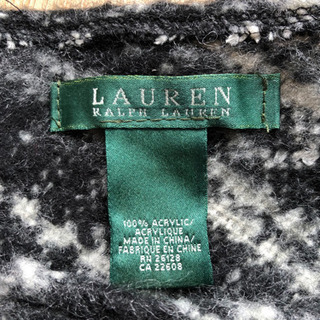 LAUREN
RALPH LAUREN
100% ACRYLIC/
ACRYLIQUE
MADE IN CHINA/
FABRIQUÉ EN CHINE
RN 26128
CA 22608